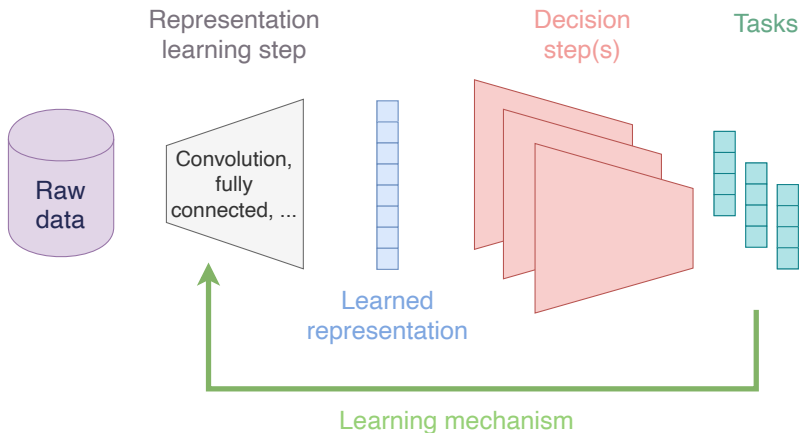 Representation
learning step
Decision
step(s)
Tasks
Raw
data
Convolution,
fully
connected, ...
Learned
representation
Learning mechanism